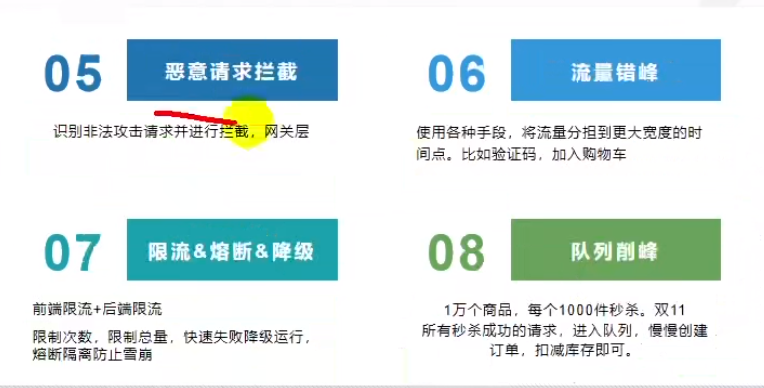 05
恶意请求拦截
识别非法攻击请求并进行拦截，网关层
06
流量错峰
使用各种手段，将流量分担到更大宽度的时
间点。比如验证码，加入购物车
07
限流&熔断&降级
前端限流+后端限流
限制次数，限制总量，快速失败降级运行，
熔断隔离防止雪崩
08
队列削峰
1万个商品，每个1000件秒杀。双11
所有秒杀成功的请求，进入队列，慢慢创建
订单，扣减库存即可。